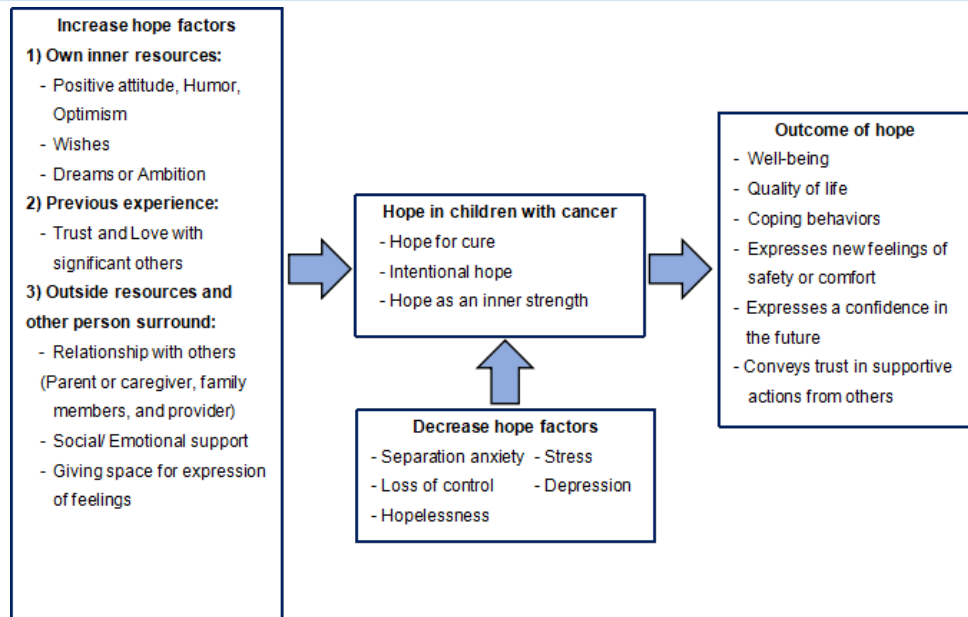 Increase hope factors
1) Own inner resources:
- Positive attitude, Humor,
Optimism
- Wishes
- Dreams or Ambition
2) Previous experience:
- Trust and Love with
significant others
3) Outside resources and
other person surround:
- Relationship with others
(Parent or caregiver, family
members, and provider)
- Social/ Emotional support
- Giving space for expression
of feelings
Hope in children with cancer
- Hope for cure
- Intentional hope
- Hope as an inner strength
Decrease hope factors
- Separation anxiety - Stress
- Loss of control - Depression
- Hopelessness
Outcome of hope
- Well-being
- Quality of life
- Coping behaviors
- Expresses new feelings of
safety or comfort
- Expresses a confidence in
the future
- Conveys trust in supportive
actions from others